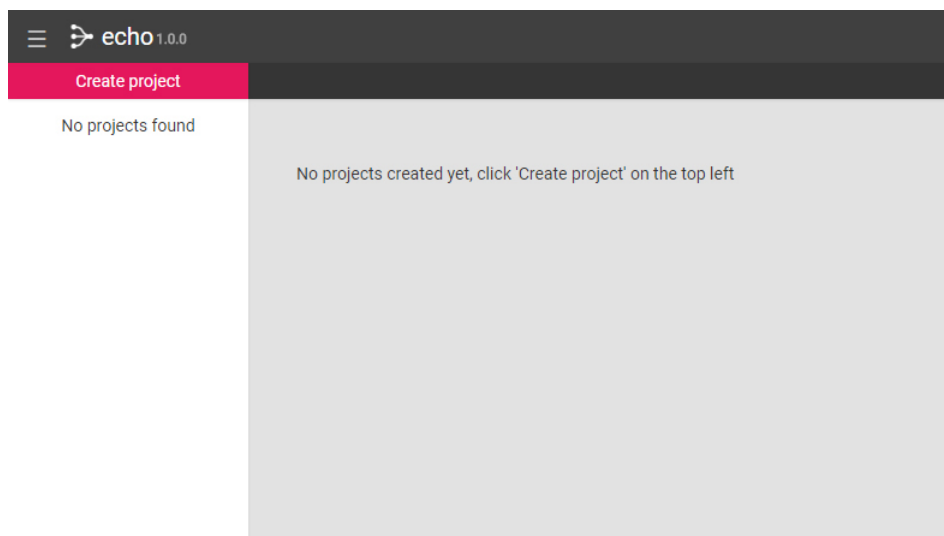 echo 1.0.0
Create project
No projects found
No projects created yet, click 'Create project' on the top left